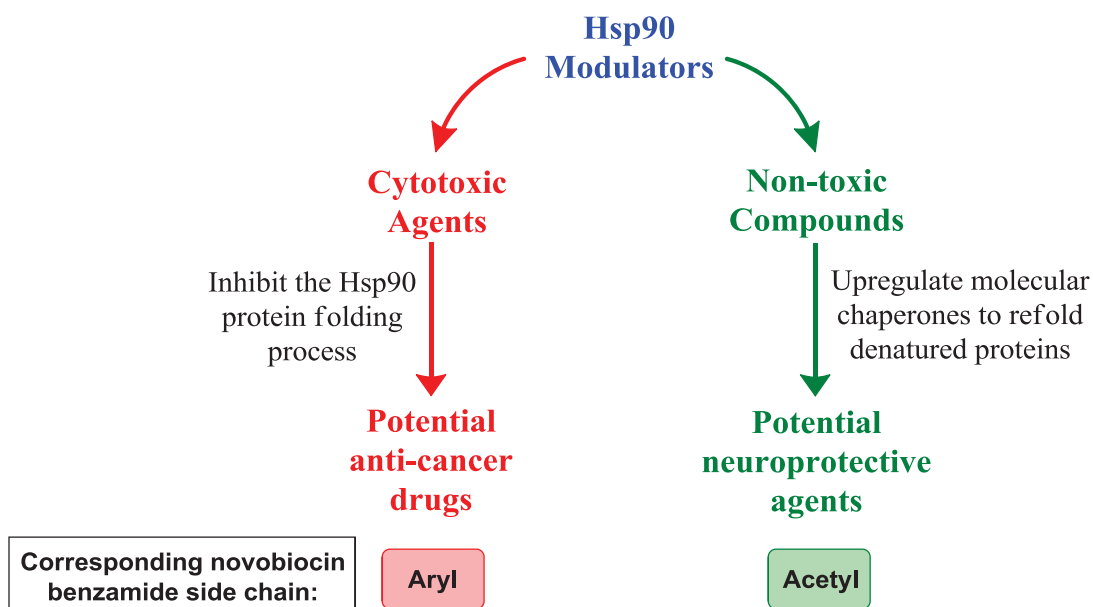 Hsp90
Modulators
Cytotoxic
Agents
Non-toxic
Compounds
Inhibit the Hsp90
protein folding
process
Upregulate molecular
chaperones to refold
denatured proteins
Potential
anti-cancer
drugs
Potential
neuroprotective
agents
Corresponding novobiocin
benzamide side chain:
Aryl
Acetyl